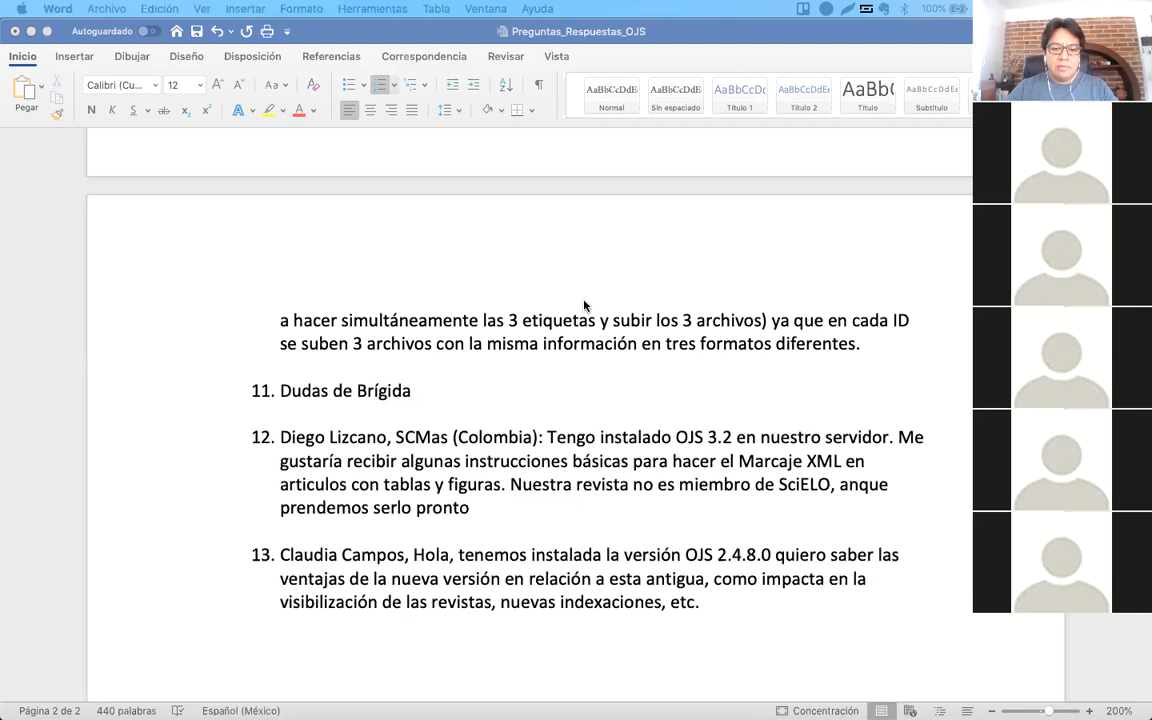 Word Archivo Edición Ver Insertar Formato Herramientas Tabla Ventana Ayuda 100%
Autoguardado Preguntas_Respuestas_OJS
Inicio Insertar Dibujar Diseño Disposición Referencias Correspondencia Revisar Vista
Pegar
Calibri (Cu... 12 A A Aa
N K S ab x x A A
AaBbCcDdE AaBbCcDdE AaBbCcDc AaBbCcDdEe AaBb( AaBbCcDdEe
Normal Sin espaciado Título 1 Título 2 Título Subtítulo
a hacer simultáneamente las 3 etiquetas y subir los 3 archivos) ya que en cada ID
se suben 3 archivos con la misma información en tres formatos diferentes.
11. Dudas de Brígida
12. Diego Lizcano, SCMas (Colombia): Tengo instalado OJS 3.2 en nuestro servidor. Me
gustaría recibir algunas instrucciones básicas para hacer el Marcaje XML en
articulos con tablas y figuras. Nuestra revista no es miembro de SciELO, anque
prendemos serlo pronto
13. Claudia Campos, Hola, tenemos instalada la versión OJS 2.4.8.0 quiero saber las
ventajas de la nueva versión en relación a esta antigua, como impacta en la
visibilización de las revistas, nuevas indexaciones, etc.
Página 2 de 2 440 palabras Español (México) Concentración 200%